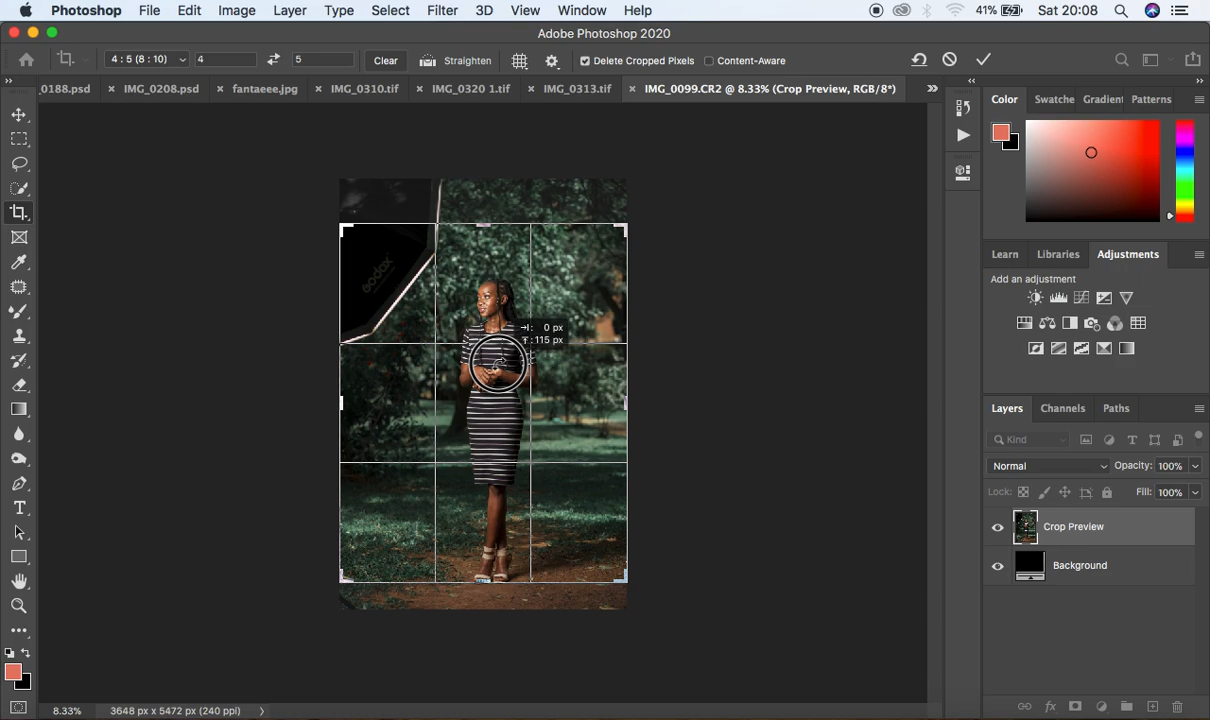 Photoshop File Edit Image Layer Type Select Filter 3D View Window Help 41% Sat 20:08
Adobe Photoshop 2020
4 : 5 (8 : 10) 4 5 Clear Straighten Delete Cropped Pixels Content-Aware
_0188.psd × IMG_0208.psd × fantaeee.jpg × IMG_0310.tif × IMG_0320 1.tif × IMG_0313.tif × IMG_0099.CR2 @ 8.33% (Crop Preview, RGB/8*)
Color Swatche Gradien Patterns
Godox
0 px
: 115 px
Learn Libraries Adjustments
Add an adjustment
Layers Channels Paths
Kind
Normal Opacity: 100%
Lock: Fill: 100%
Crop Preview
Background
8.33% 3648 px x 5472 px (240 ppi)